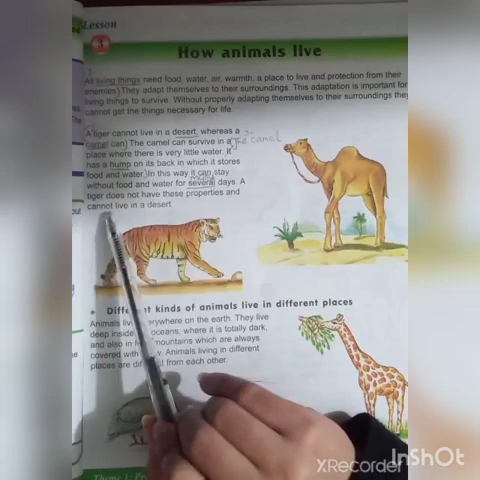 Lesson
3
How animals live
All living things need food, water, air, warmth, a place to live and protection from their
enemies. They adapt themselves to their surroundings. This adaptation is important for
living things to survive. Without properly adapting themselves to their surroundings they
cannot get the things necessary for life.
A tiger cannot live in a desert, whereas a
camel can. The camel can survive in a
the camel
place where there is very little water. It
has a hump on its back in which it stores
food and water. In this way it can stay
without food and water for several days. A
tiger does not have these properties and
cannot live in a desert.
Different kinds of animals live in different places
Animals live everywhere on the earth. They live
deep inside oceans, where it is totally dark,
and also in mountains which are always
covered with Animals living in different
places are from each other.
Theme 1:
XRecorder
InShOt